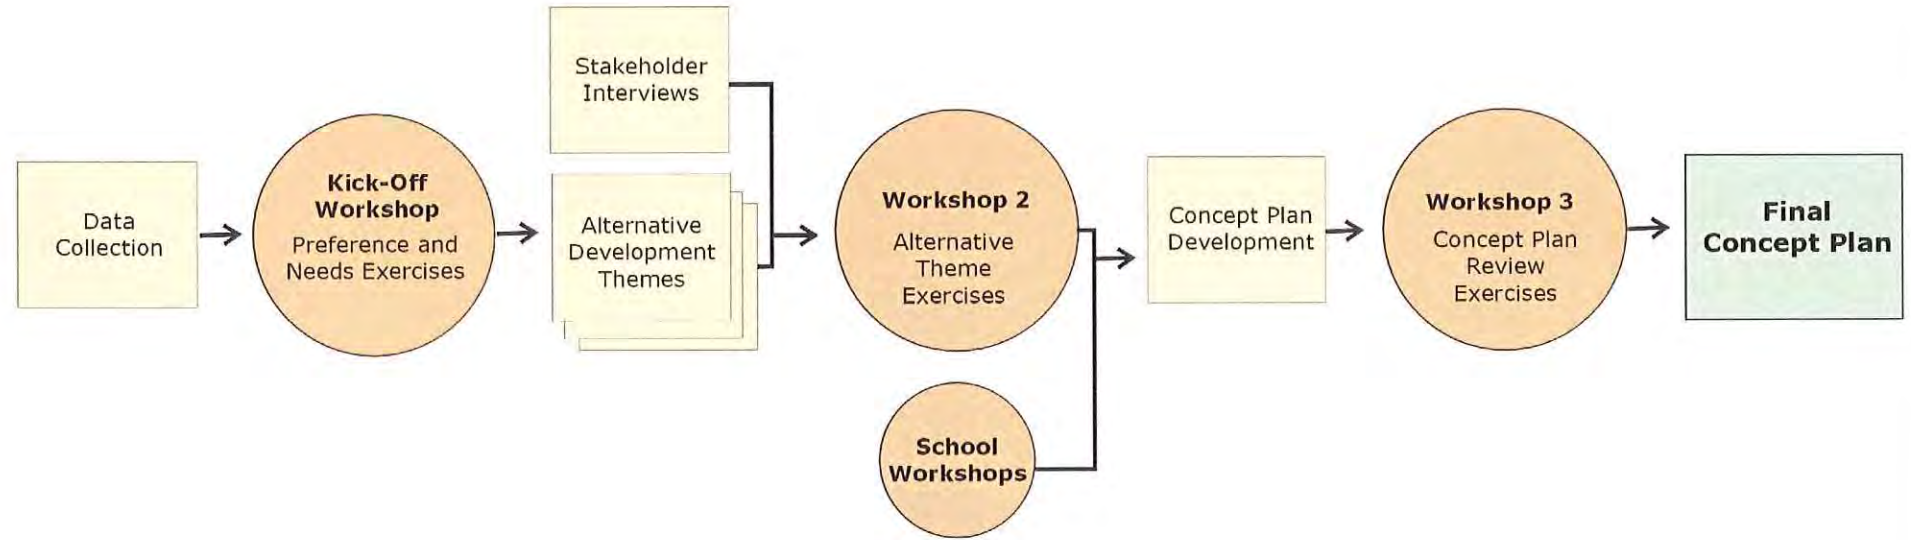 Data
Collection
Kick-Off
Workshop
Preference and
Needs Exercises
Stakeholder
Interviews
Alternative
Development
Themes
Workshop 2
Alternative
Theme
Exercises
School
Workshops
Concept Plan
Development
Workshop 3
Concept Plan
Review
Exercises
Final
Concept Plan